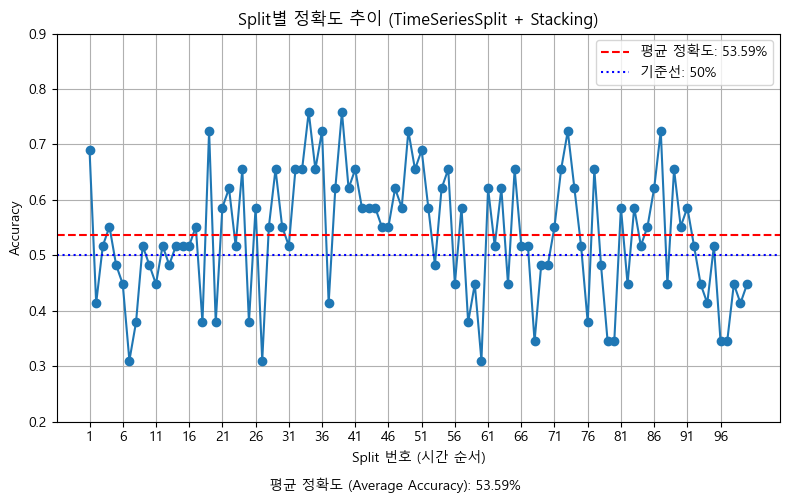 Split별 정확도 추이 (TimeSeriesSplit + Stacking)
평균 정확도: 53.59%
기준선: 50%
Accuracy
0.9
0.8
0.7
0.6
0.5
0.4
0.3
0.2
1 6 11 16 21 26 31 36 41 46 51 56 61 66 71 76 81 86 91 96
Split 번호 (시간 순서)
평균 정확도 (Average Accuracy): 53.59%